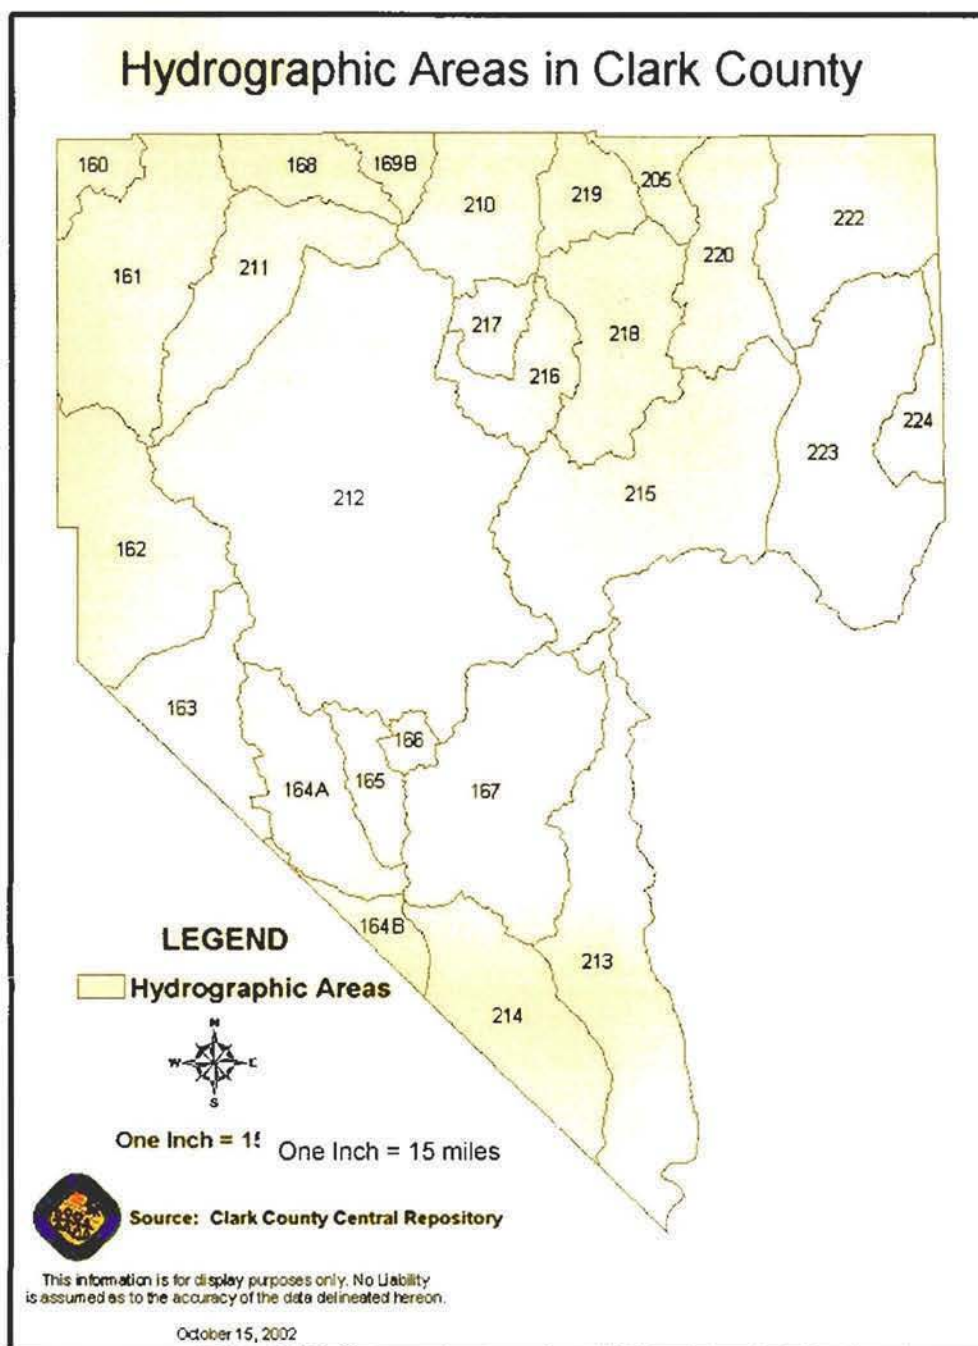 Hydrographic Areas in Clark County
160
168
169B
210
219
205
222
220
161
211
217
218
216
224
223
212
215
162
163
166
165
164A
167
164B
213
214
LEGEND
Hydrographic Areas
N
W E
S
One Inch = 15
One Inch = 15 miles
Source: Clark County Central Repository
This information is for display purposes only. No Liability
is assumed as to the accuracy of the data delineated hereon.
October 15, 2002